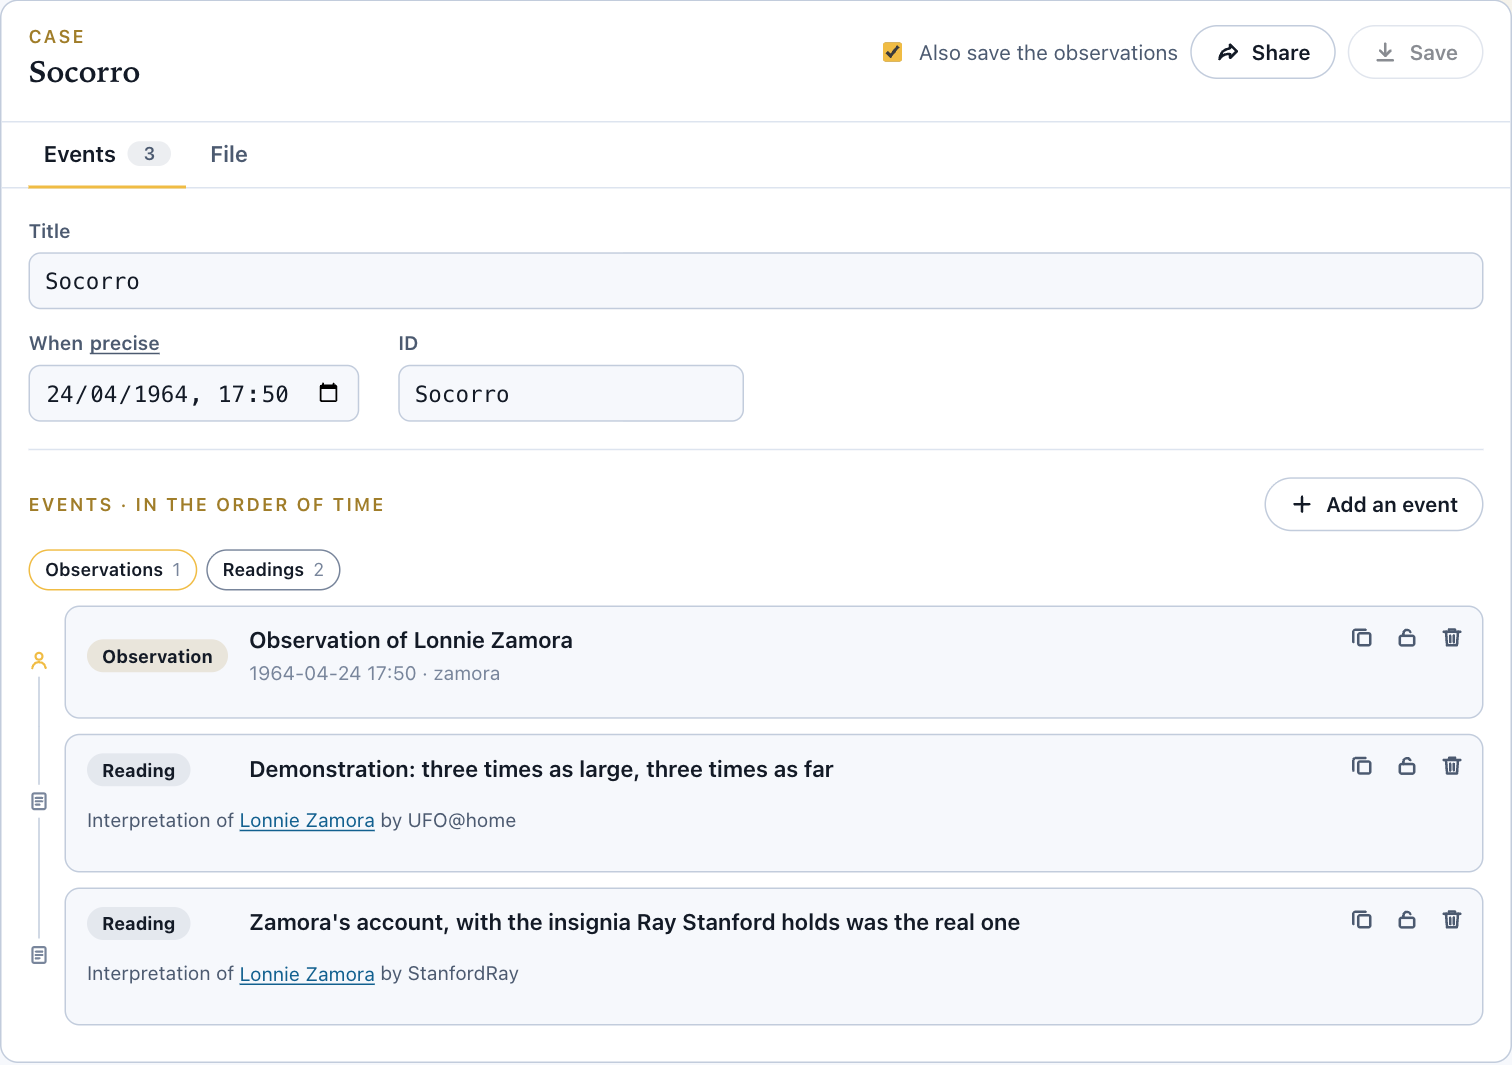 CASE
Socorro
Also save the observations
Share
Save
Events 3
File
Title
Socorro
When precise
ID
24/04/1964, 17:50
Socorro
EVENTS · IN THE ORDER OF TIME
Add an event
Observations 1
Readings 2
Observation
Observation of Lonnie Zamora
1964-04-24 17:50 · zamora
Reading
Demonstration: three times as large, three times as far
Interpretation of Lonnie Zamora by UFO@home
Reading
Zamora's account, with the insignia Ray Stanford holds was the real one
Interpretation of Lonnie Zamora by StanfordRay